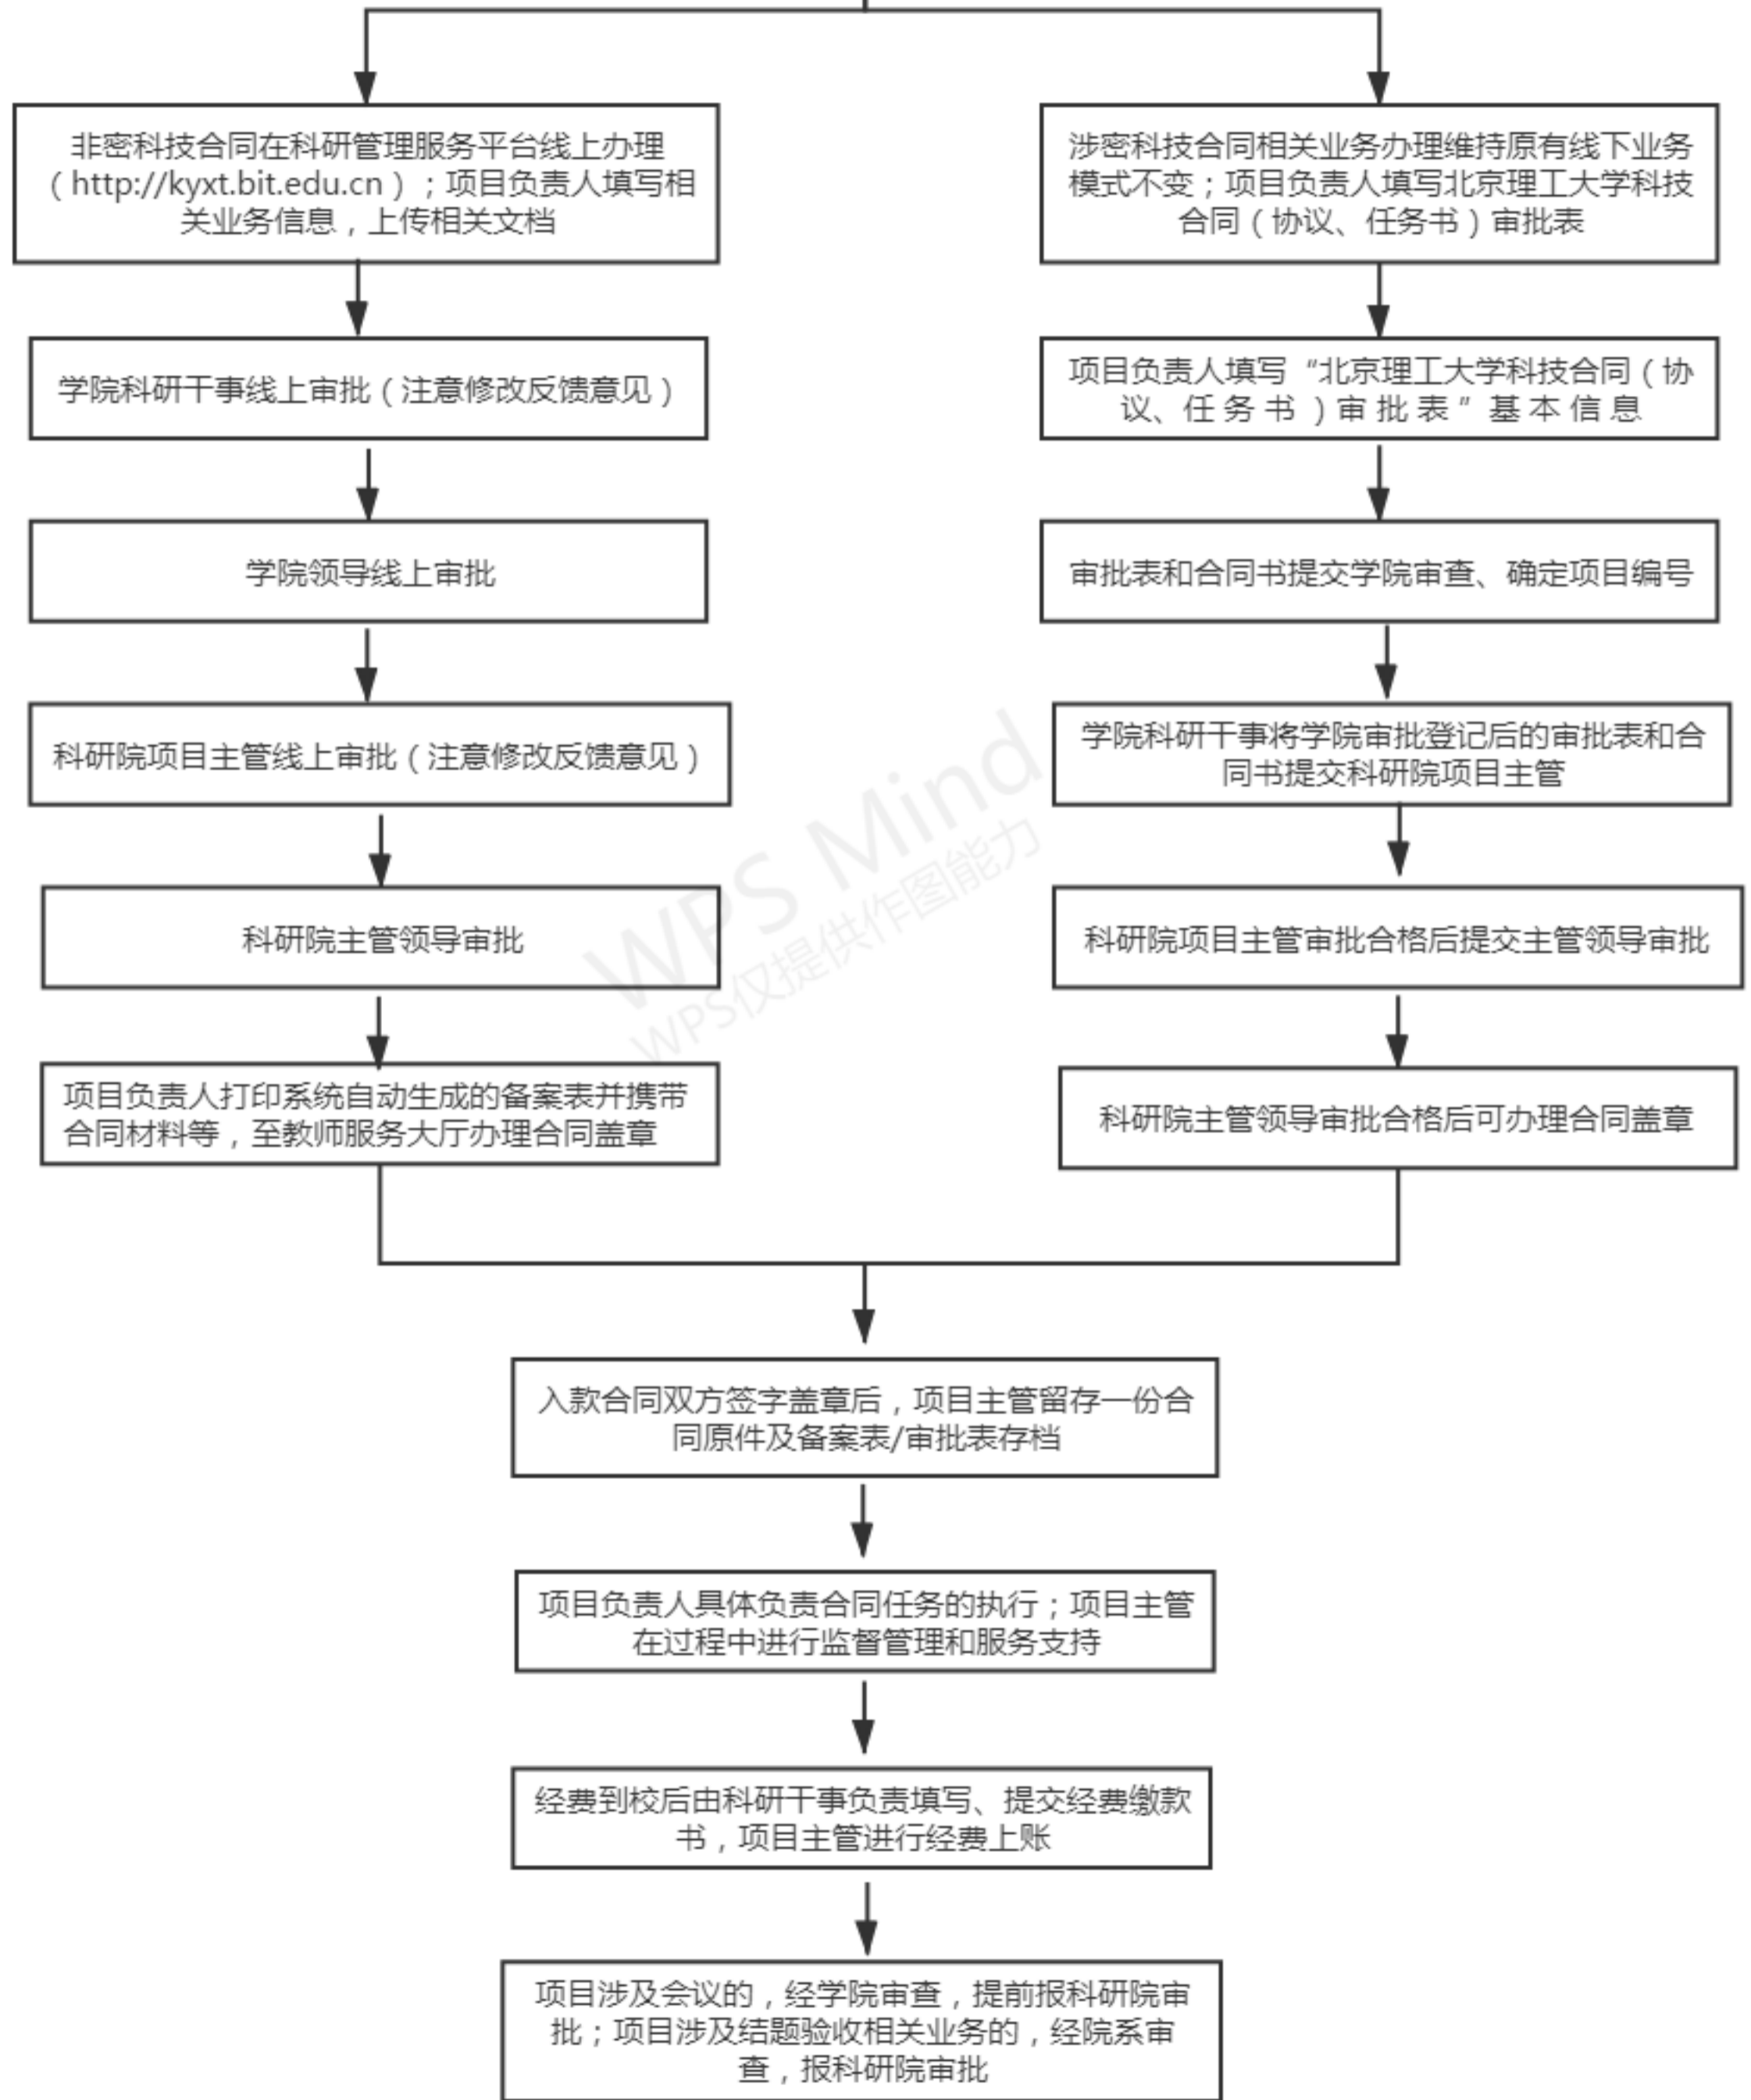 非密科技合同在科研管理服务平台线上办理
（http://kyxt.bit.edu.cn）；项目负责人填写相
关业务信息，上传相关文档
学院科研干事线上审批（注意修改反馈意见）
学院领导线上审批
科研院项目主管线上审批（注意修改反馈意见）
科研院主管领导审批
项目负责人打印系统自动生成的备案表并携带
合同材料等，至教师服务大厅办理合同盖章
涉密科技合同相关业务办理维持原有线下业务
模式不变；项目负责人填写北京理工大学科技
合同（协议、任务书）审批表
项目负责人填写“北京理工大学科技合同（协
议、任务书）审批表”基本信息
审批表和合同书提交学院审查、确定项目编号
学院科研干事将学院审批登记后的审批表和合
同书提交科研院项目主管
科研院项目主管审批合格后提交主管领导审批
科研院主管领导审批合格后可办理合同盖章
入款合同双方签字盖章后，项目主管留存一份合
同原件及备案表/审批表存档
项目负责人具体负责合同任务的执行；项目主管
在过程中进行监督管理和服务支持
经费到校后由科研干事负责填写、提交经费缴款
书，项目主管进行经费上账
项目涉及会议的，经学院审查，提前报科研院审
批；项目涉及结题验收相关业务的，经院系审
查，报科研院审批
WPS Mind
WPS仅提供作图能力